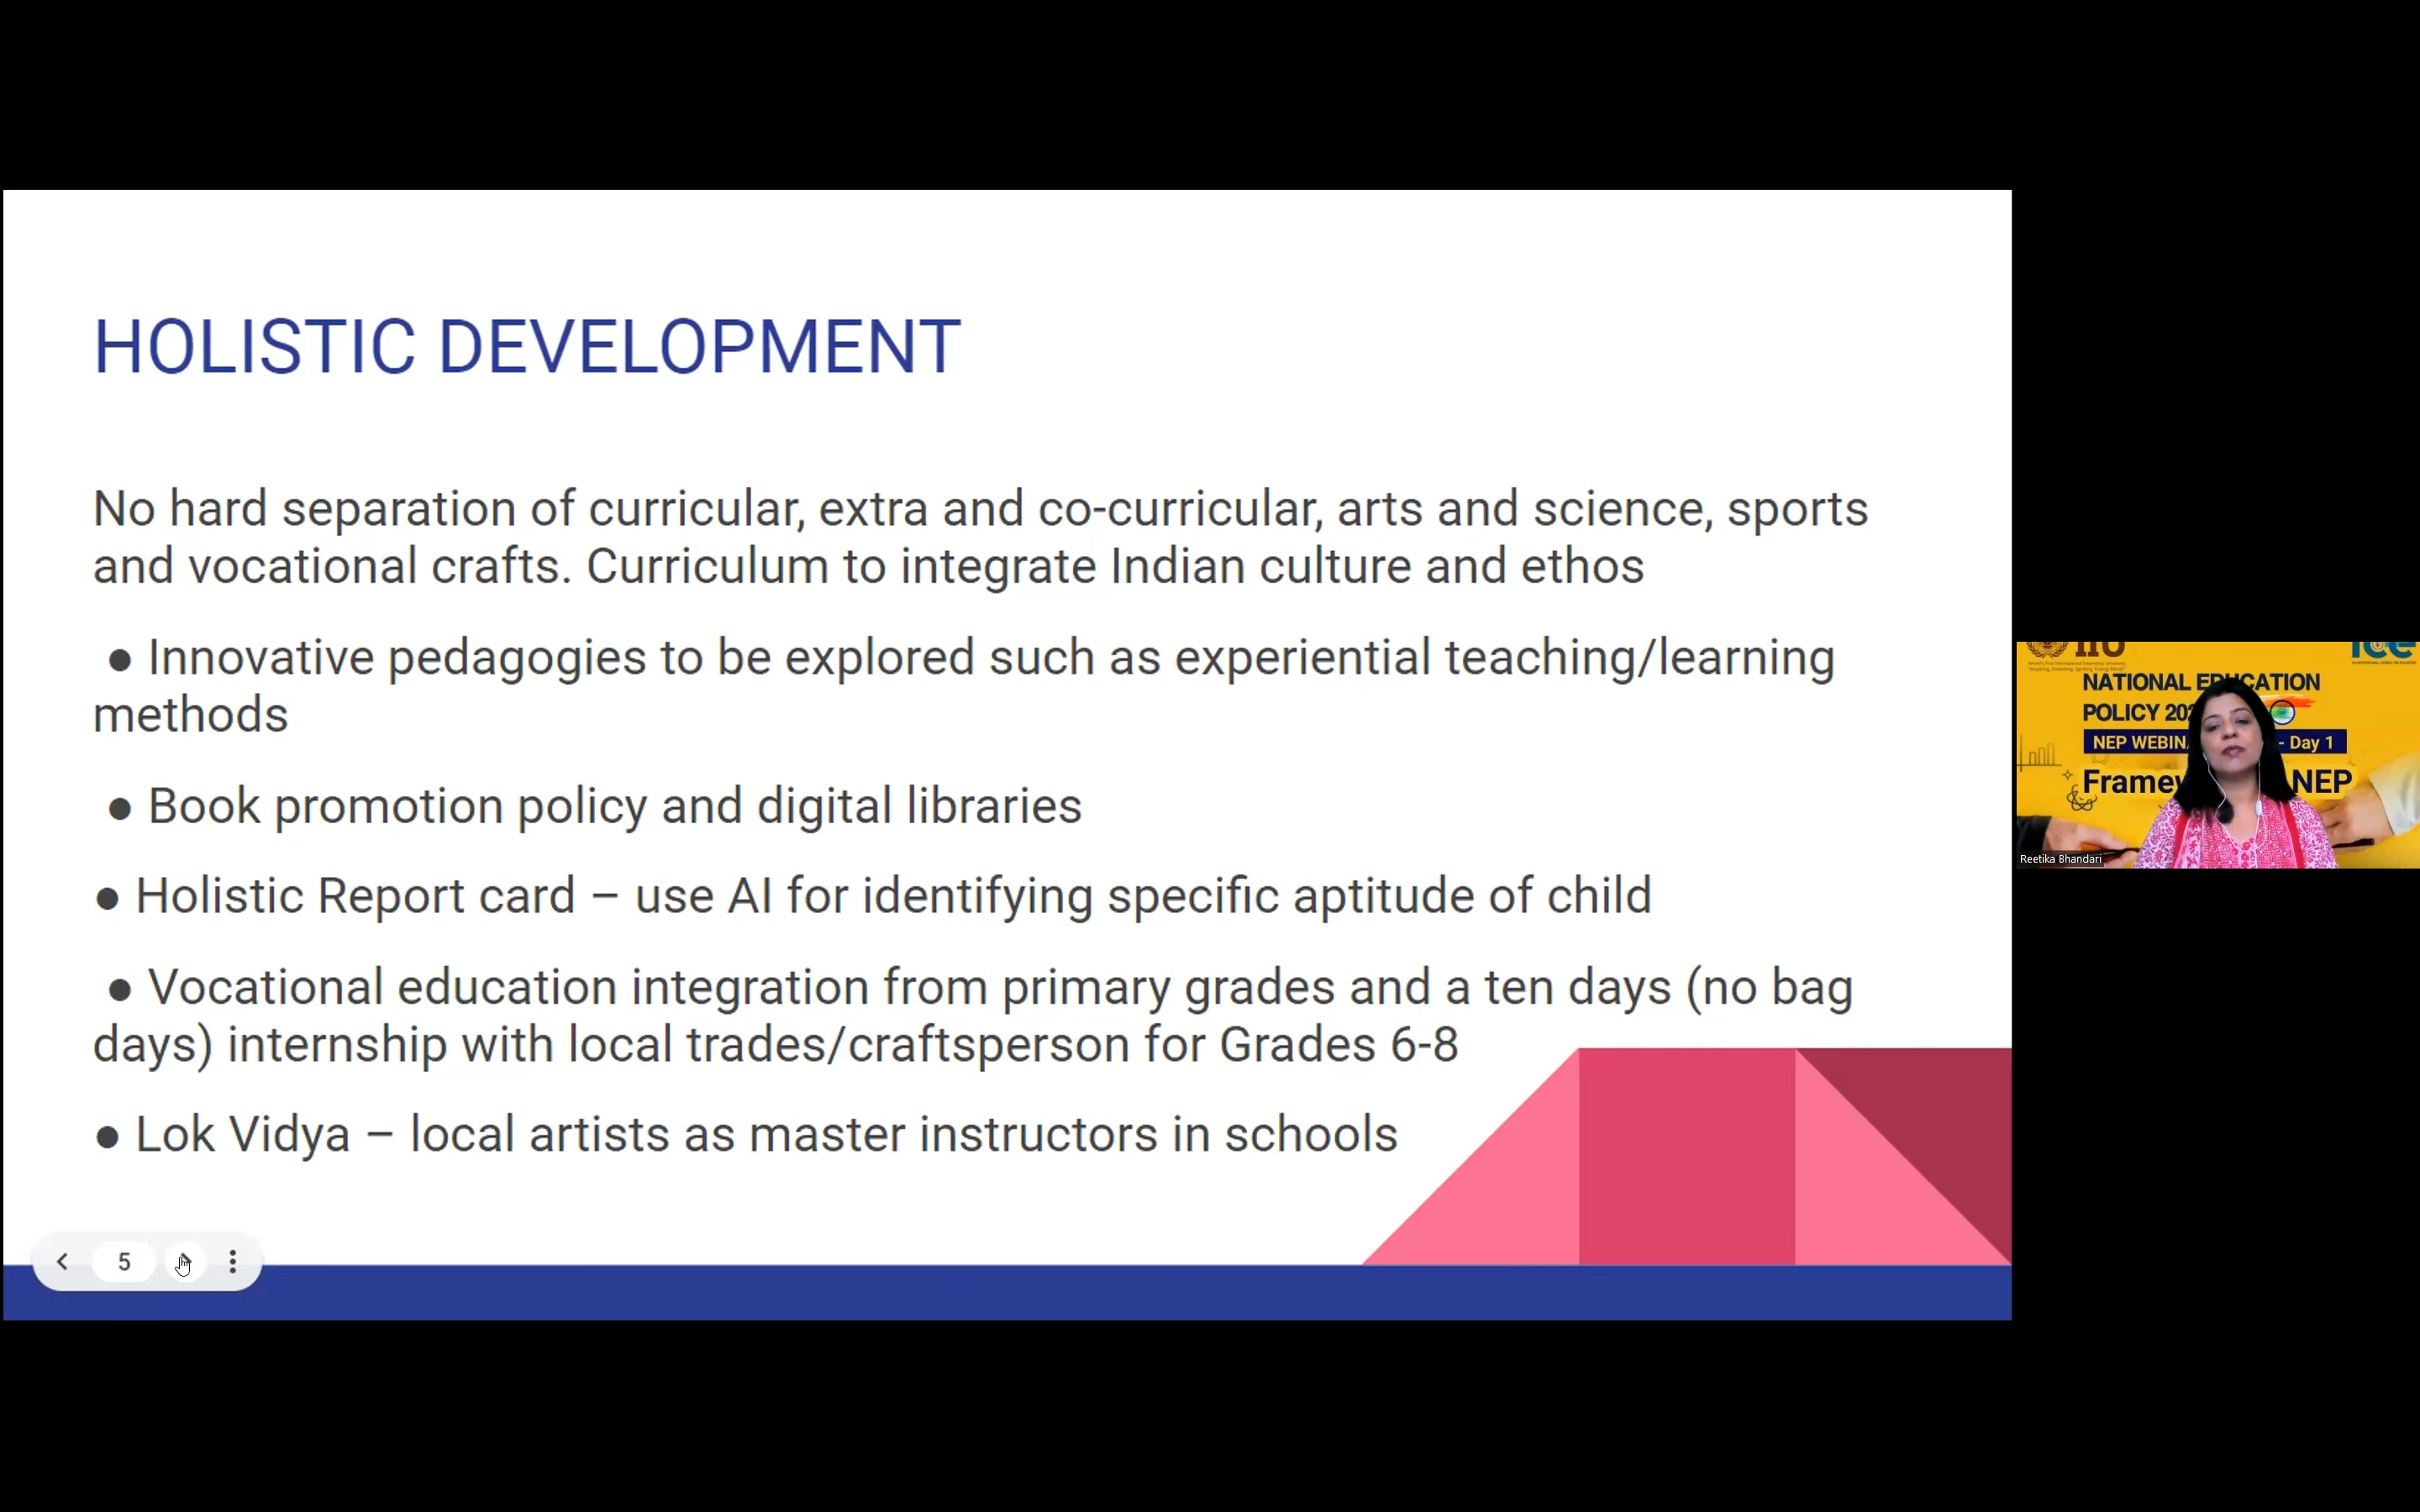 HOLISTIC DEVELOPMENT
No hard separation of curricular, extra and co-curricular, arts and science, sports
and vocational crafts. Curriculum to integrate Indian culture and ethos
● Innovative pedagogies to be explored such as experiential teaching/learning
methods
● Book promotion policy and digital libraries
● Holistic Report card – use AI for identifying specific aptitude of child
● Vocational education integration from primary grades and a ten days (no bag
days) internship with local trades/craftsperson for Grades 6-8
● Lok Vidya – local artists as master instructors in schools
5
NATIONAL EDUCATION
POLICY
NEP - Day 1
NEP
Reetika Bhandari